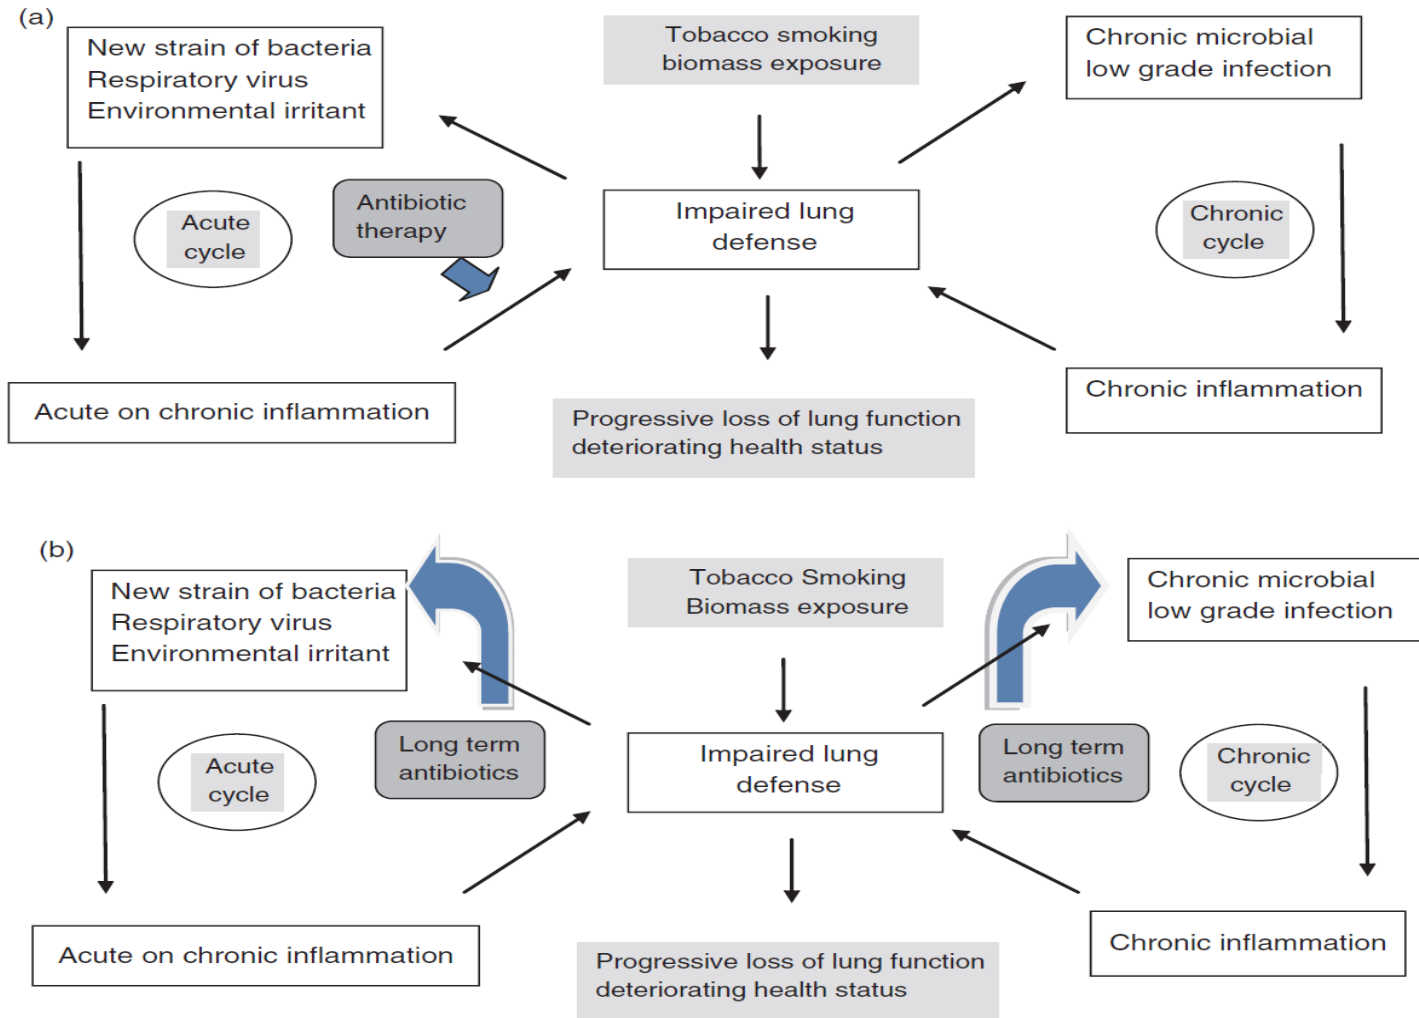 (a)
New strain of bacteria
Respiratory virus
Environmental irritant
Tobacco smoking
biomass exposure
Chronic microbial
low grade infection
Acute
cycle
Antibiotic
therapy
Impaired lung
defense
Chronic
cycle
Acute on chronic inflammation
Progressive loss of lung function
deteriorating health status
Chronic inflammation
(b)
New strain of bacteria
Respiratory virus
Environmental irritant
Tobacco Smoking
Biomass exposure
Chronic microbial
low grade infection
Acute
cycle
Long term
antibiotics
Impaired lung
defense
Long term
antibiotics
Chronic
cycle
Acute on chronic inflammation
Progressive loss of lung function
deteriorating health status
Chronic inflammation